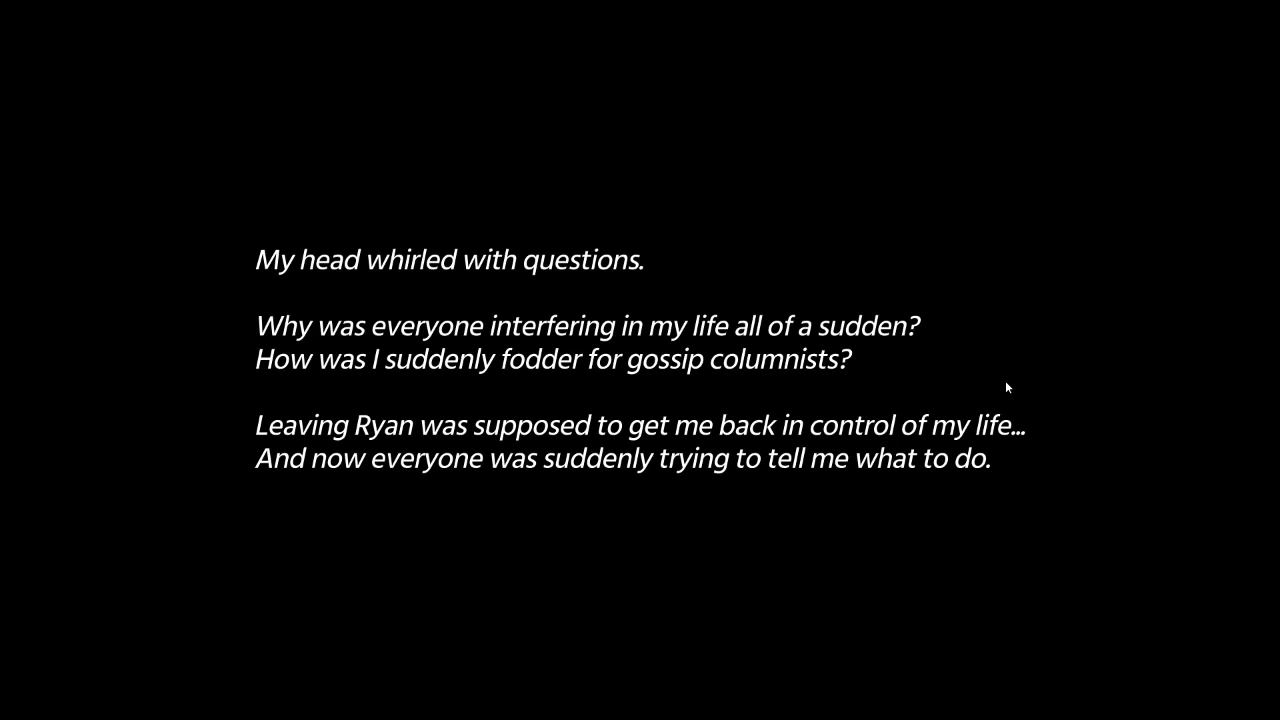 My head whirled with questions.
Why was everyone interfering in my life all of a sudden?
How was I suddenly fodder for gossip columnists?
Leaving Ryan was supposed to get me back in control of my life...
And now everyone was suddenly trying to tell me what to do.